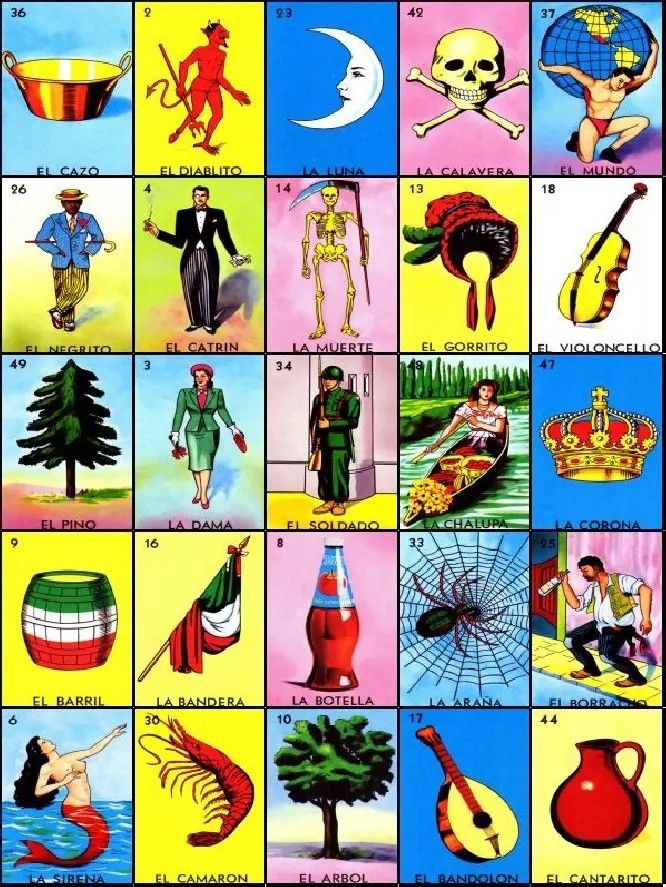 36
EL CAZO
2
EL DIABLITO
23
LA LUNA
42
LA CALAVERA
37
EL MUNDO
26
EL NEGRITO
4
EL CATRIN
14
LA MUERTE
13
EL GORRITO
18
EL VIOLONCELLO
49
EL PINO
3
LA DAMA
34
EL SOLDADO
48
LA CHALUPA
47
LA CORONA
9
EL BARRIL
16
LA BANDERA
8
LA BOTELLA
33
LA ARAÑA
25
EL BORRACHO
6
LA SIRENA
30
EL CAMARON
10
EL ARBOL
17
EL BANDOLON
44
EL CANTARITO